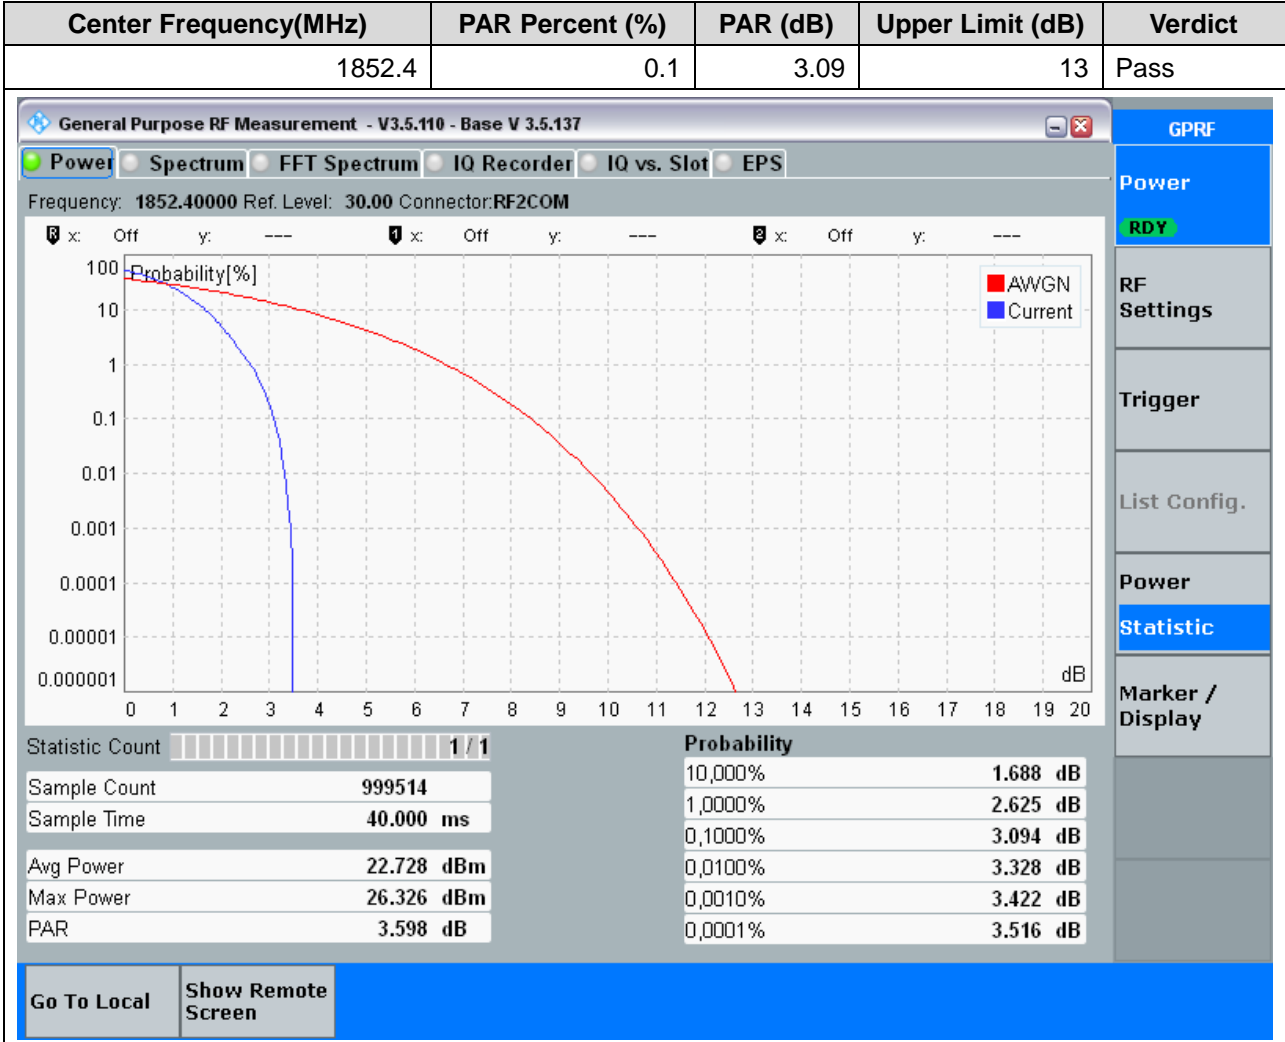 Center Frequency(MHz) PAR Percent (%) PAR (dB) Upper Limit (dB) Verdict
1852.4 0.1 3.09 13 Pass
General Purpose RF Measurement - V3.5.110 - Base V 3.5.137
GPRF
Power Spectrum FFT Spectrum IQ Recorder IQ vs. Slot EPS
Power
RDY
Frequency: 1852.40000 Ref. Level: 30.00 Connector:RF2COM
R x: Off y: --- 1 x: Off y: --- 2 x: Off y: ---
Probability[%]
AWGN
Current
100
10
1
0.1
0.01
0.001
0.0001
0.00001
0.000001
dB
0 1 2 3 4 5 6 7 8 9 10 11 12 13 14 15 16 17 18 19 20
RF
Settings
Trigger
List Config.
Power
Statistic
Marker /
Display
Statistic Count 1 / 1
Sample Count 999514
Sample Time 40.000 ms
Avg Power 22.728 dBm
Max Power 26.326 dBm
PAR 3.598 dB
Probability
10,000% 1.688 dB
1,0000% 2.625 dB
0,1000% 3.094 dB
0,0100% 3.328 dB
0,0010% 3.422 dB
0,0001% 3.516 dB
Go To Local
Show Remote
Screen